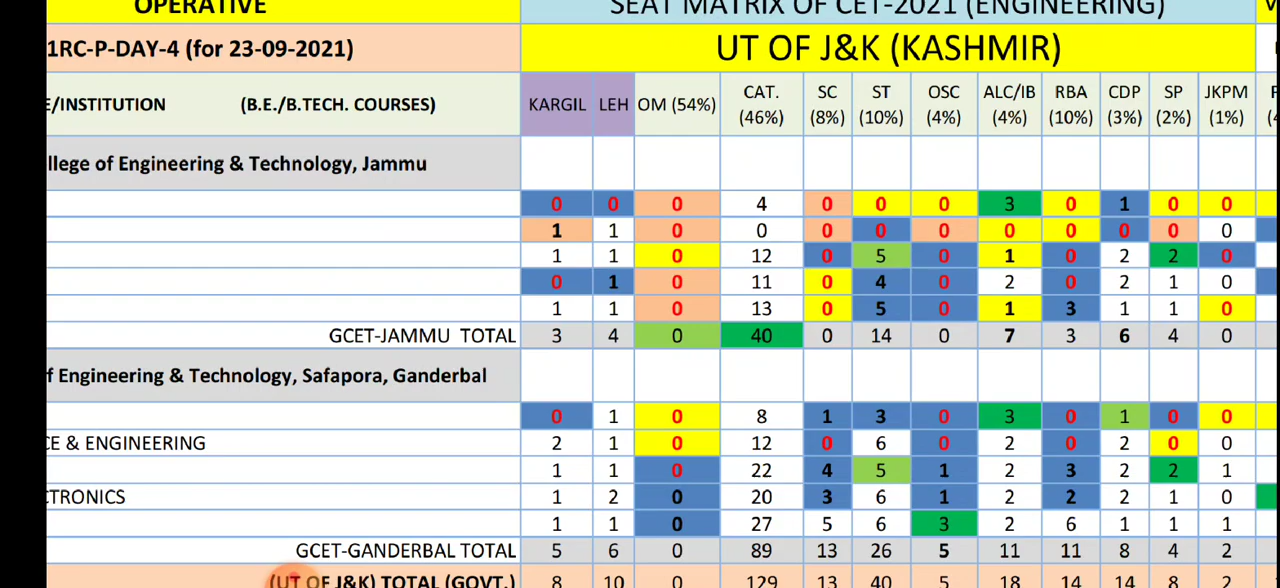 OPERATIVE SEAT MATRIX OF CET-2021 (ENGINEERING)
1RC-P-DAY-4 (for 23-09-2021) UT OF J&K (KASHMIR)
E/INSTITUTION (B.E./B.TECH. COURSES) KARGIL LEH OM (54%) CAT. (46%) SC (8%) ST (10%) OSC (4%) ALC/IB (4%) RBA (10%) CDP (3%) SP (2%) JKPM (1%)
llege of Engineering & Technology, Jammu
0 0 0 4 0 0 0 3 0 1 0 0
1 1 0 0 0 0 0 0 0 0 0 0
1 1 0 12 0 5 0 1 0 2 2 0
0 1 0 11 0 4 0 2 0 2 1 0
1 1 0 13 0 5 0 1 3 1 1 0
GCET-JAMMU TOTAL 3 4 0 40 0 14 0 7 3 6 4 0
f Engineering & Technology, Safapora, Ganderbal
0 1 0 8 1 3 0 3 0 1 0 0
CE & ENGINEERING 2 1 0 12 0 6 0 2 0 2 0 0
1 1 0 22 4 5 1 2 3 2 2 1
CTRONICS 1 2 0 20 3 6 1 2 2 2 1 0
1 1 0 27 5 6 3 2 6 1 1 1
GCET-GANDERBAL TOTAL 5 6 0 89 13 26 5 11 11 8 4 2
(UT OF J&K) TOTAL (GOVT.) 8 10 0 129 13 40 5 18 14 14 8 2